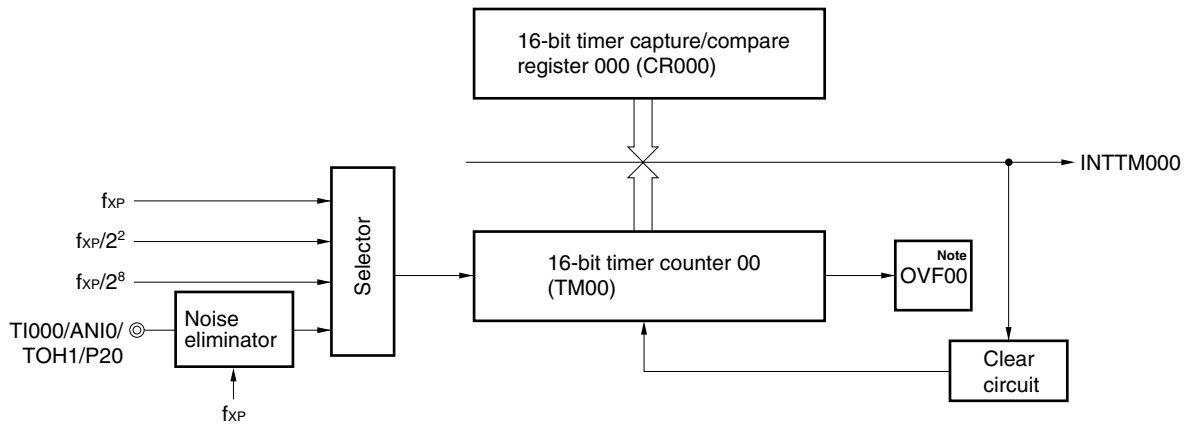 16-bit timer capture/compare
register 000 (CR000)
INTTM000
fXP
fXP/2²
fXP/2⁸
Selector
16-bit timer counter 00
(TM00)
Note
OVF00
TI000/ANI0/
TOH1/P20
Noise
eliminator
fXP
Clear
circuit